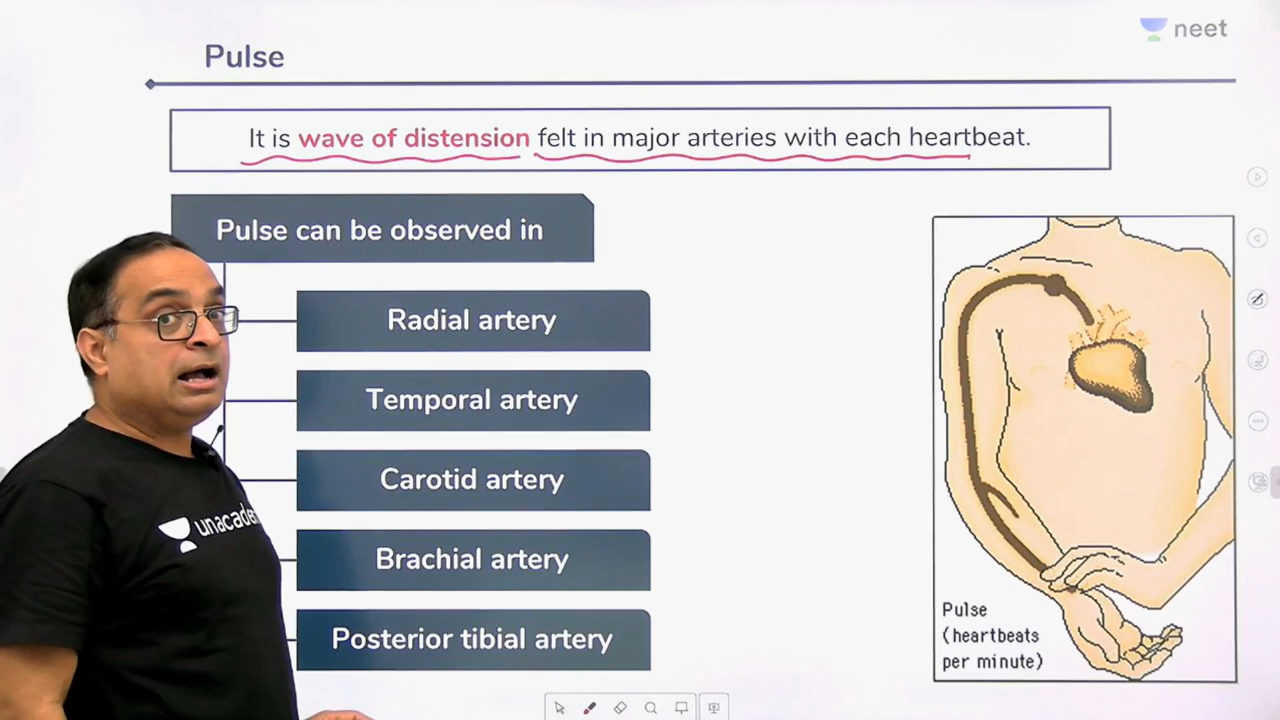 neet
Pulse
It is wave of distension felt in major arteries with each heartbeat.
Pulse can be observed in
Radial artery
Temporal artery
Carotid artery
Brachial artery
Posterior tibial artery
Pulse
(heartbeats
per minute)